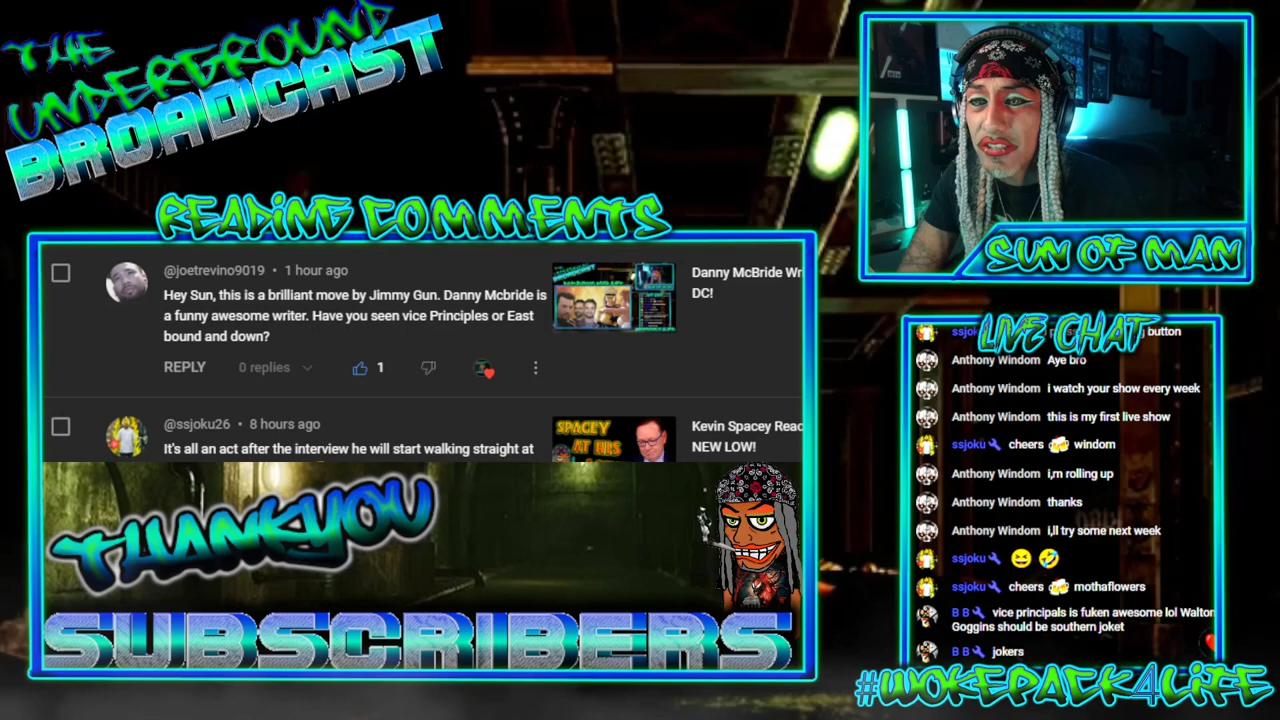 THE
UNDERGROUND
BROADCAST
READING COMMENTS
@joetrevino9019 • 1 hour ago
Hey Sun, this is a brilliant move by Jimmy Gun. Danny Mcbride is
a funny awesome writer. Have you seen vice Principles or East
bound and down?
REPLY 0 replies 1
Danny McBride Wr
DC!
@ssjoku26 • 8 hours ago
It's all an act after the interview he will start walking straight at
SPACEY
AT HIS
Kevin Spacey Reac
NEW LOW!
THANKYOU
SUBSCRIBERS
SUN OF MAN
LIVE CHAT
button
Anthony Windom Aye bro
Anthony Windom i watch your show every week
Anthony Windom this is my first live show
ssjoku cheers windom
Anthony Windom i,m rolling up
Anthony Windom thanks
Anthony Windom i,ll try some next week
ssjoku
ssjoku cheers mothaflowers
B B vice principals is fuken awesome lol Walton
Goggins should be southern joket
B B jokers
#WOKEPACK4LIFE